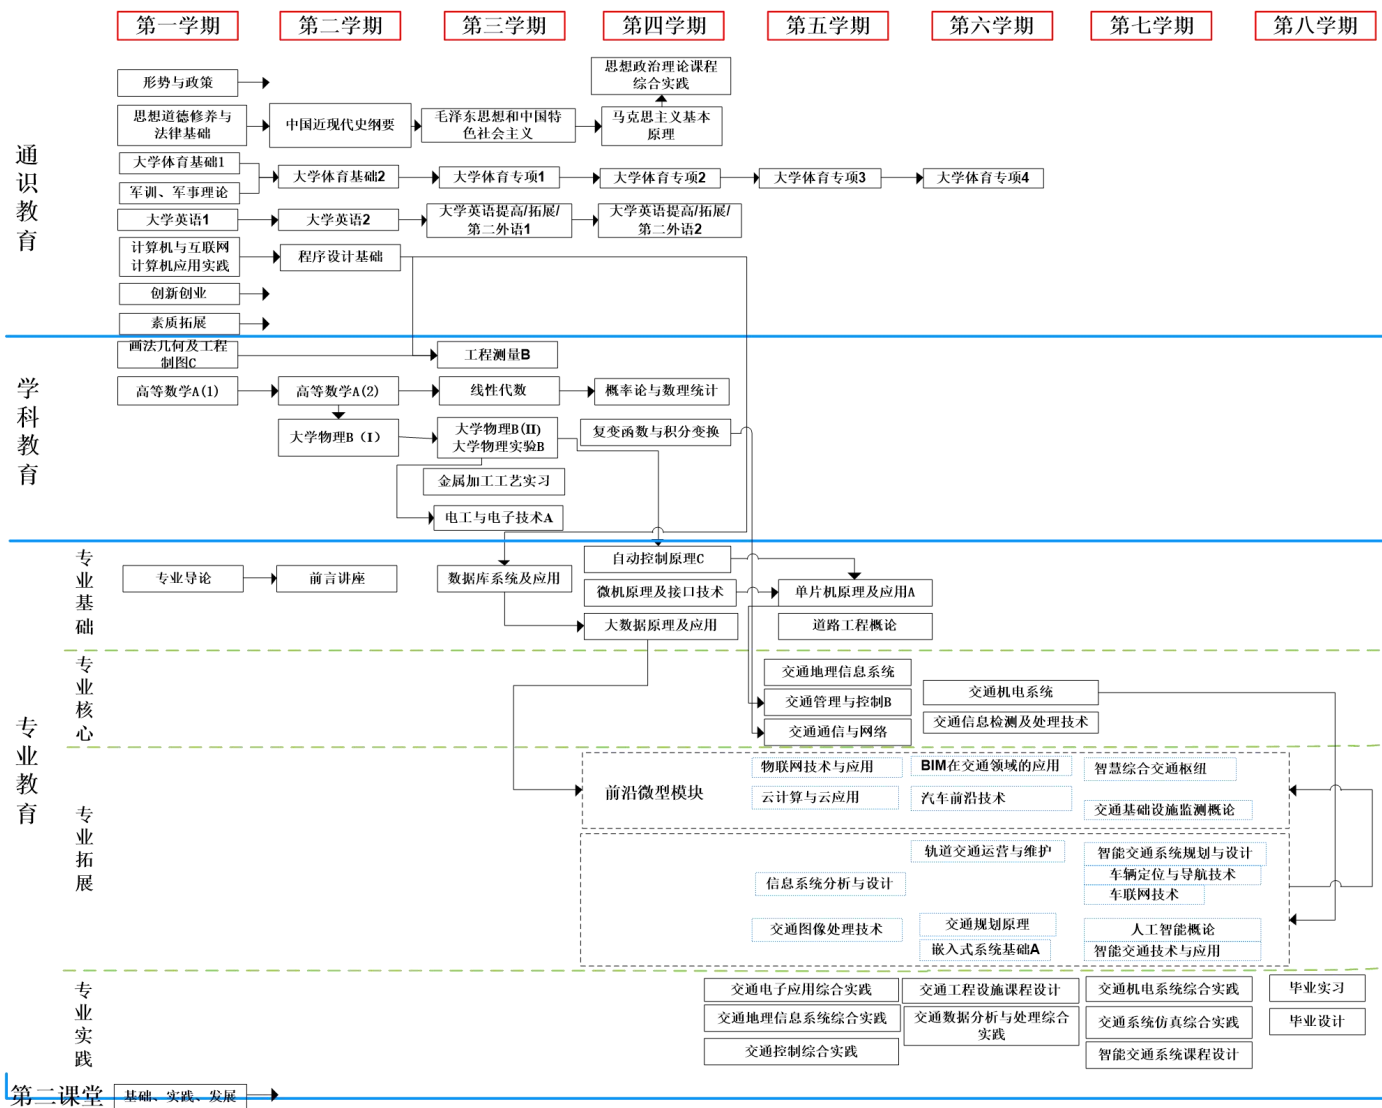 第一学期 第二学期 第三学期 第四学期 第五学期 第六学期 第七学期 第八学期
通识教育
形势与政策
思想政治理论课程
综合实践
思想道德修养与
法律基础
中国近现代史纲要
毛泽东思想和中国特
色社会主义
马克思主义基本
原理
大学体育基础1
军训、军事理论
大学体育基础2
大学体育专项1
大学体育专项2
大学体育专项3
大学体育专项4
大学英语1
大学英语2
大学英语提高/拓展/
第二外语1
大学英语提高/拓展/
第二外语2
计算机与互联网
计算机应用实践
程序设计基础
创新创业
素质拓展
学科教育
画法几何及工程
制图C
工程测量B
高等数学A(1)
高等数学A(2)
线性代数
概率论与数理统计
大学物理B（I）
大学物理B(II)
大学物理实验B
复变函数与积分变换
金属加工工艺实习
电工与电子技术A
专业教育
专业基础
专业导论
前言讲座
数据库系统及应用
自动控制原理C
微机原理及接口技术
大数据原理及应用
单片机原理及应用A
道路工程概论
专业核心
交通地理信息系统
交通管理与控制B
交通通信与网络
交通机电系统
交通信息检测及处理技术
专业拓展
前沿微型模块
物联网技术与应用
云计算与云应用
BIM在交通领域的应用
汽车前沿技术
智慧综合交通枢纽
交通基础设施监测概论
信息系统分析与设计
交通图像处理技术
轨道交通运营与维护
交通规划原理
嵌入式系统基础A
智能交通系统规划与设计
车辆定位与导航技术
车联网技术
人工智能概论
智能交通技术与应用
专业实践
交通电子应用综合实践
交通地理信息系统综合实践
交通控制综合实践
交通工程设施课程设计
交通数据分析与处理综合
实践
交通机电系统综合实践
交通系统仿真综合实践
智能交通系统课程设计
毕业实习
毕业设计
第二课堂
基础、实践、发展